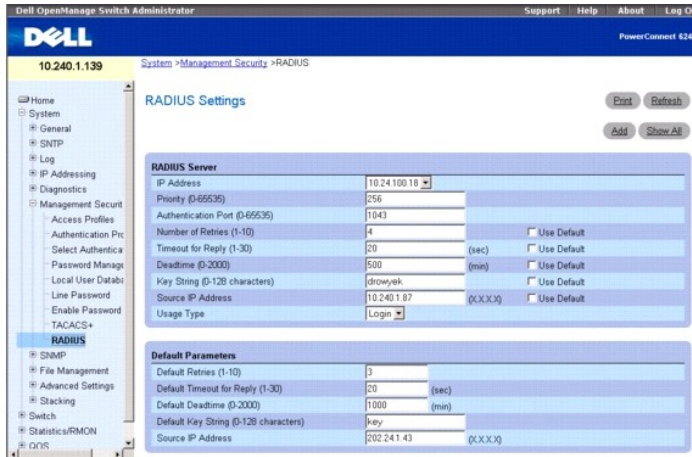 Dell OpenManage Switch Administrator Support Help About Log O
DELL
PowerConnect 624
10.240.1.139
System >Management Security >RADIUS
Home
System
General
SNTP
Log
IP Addressing
Diagnostics
Management Securit
Access Profiles
Authentication Pro
Select Authentica
Password Manage
Local User Databa
Line Password
Enable Password
TACACS+
RADIUS
SNMP
File Management
Advanced Settings
Stacking
Switch
Statistics/RMON
QOS
RADIUS Settings
Print Refresh
Add Show All
RADIUS Server
IP Address 10.24.100.18
Priority (0-65535) 256
Authentication Port (0-65535) 1043
Number of Retries (1-10) 4 Use Default
Timeout for Reply (1-30) 20 (sec) Use Default
Deadtime (0-2000) 500 (min) Use Default
Key String (0-128 characters) drowyek Use Default
Source IP Address 10.240.1.87 (X.X.X.X) Use Default
Usage Type Login
Default Parameters
Default Retries (1-10) 3
Default Timeout for Reply (1-30) 20 (sec)
Default Deadtime (0-2000) 1000 (min)
Default Key String (0-128 characters) key
Source IP Address 202.24.1.43 (X.X.X.X)